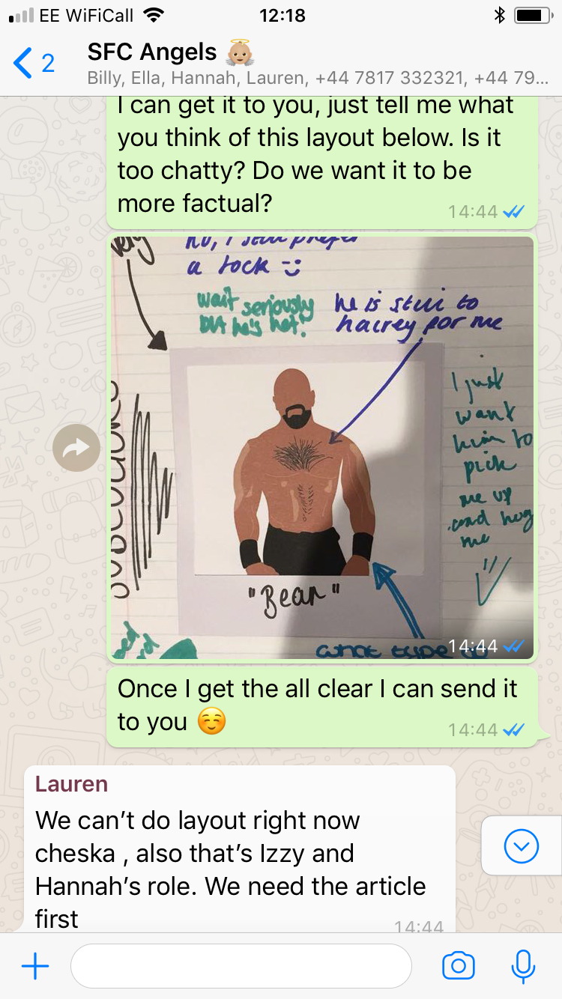 EE WiFiCall
12:18
2
SFC Angels
Billy, Ella, Hannah, Lauren, +44 7817 332321, +44 79...
I can get it to you, just tell me what
you think of this layout below. Is it
too chatty? Do we want it to be
more factual?
14:44
No, I still prefer
a tock
wait seriously
he's hot!
he is still to
hairey for me
I just
want
him to
pick
me up
and hug
me
"Bear"
what type
14:44
Once I get the all clear I can send it
to you
14:44
Lauren
We can't do layout right now
cheska , also that's Izzy and
Hannah's role. We need the article
first
14:44